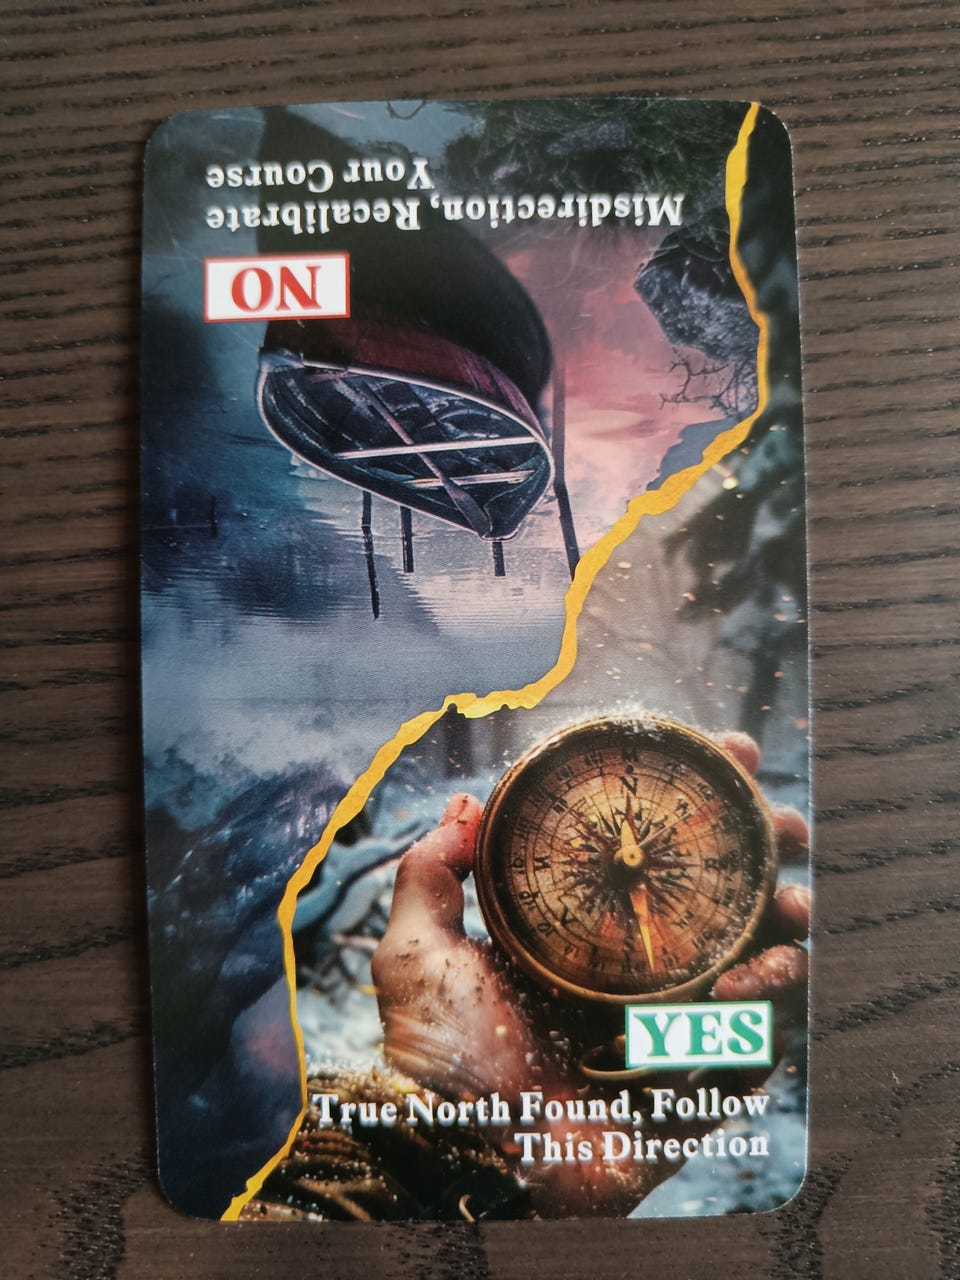 Misdirection, Recalibrate
Your Course
NO
N
YES
True North Found, Follow
This Direction